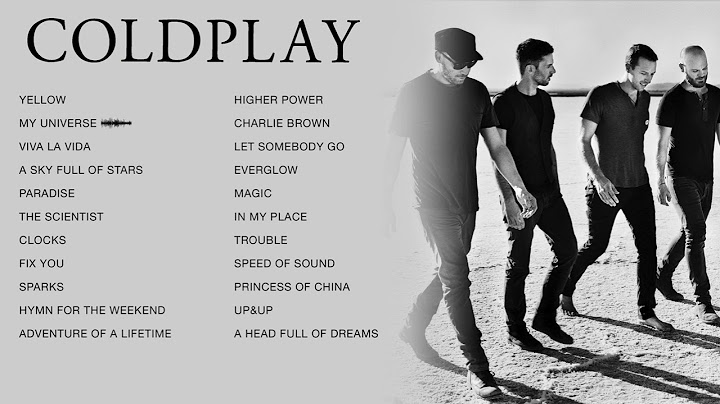 COLDPLAY
YELLOW
MY UNIVERSE
VIVA LA VIDA
A SKY FULL OF STARS
PARADISE
THE SCIENTIST
CLOCKS
FIX YOU
SPARKS
HYMN FOR THE WEEKEND
ADVENTURE OF A LIFETIME
HIGHER POWER
CHARLIE BROWN
LET SOMEBODY GO
EVERGLOW
MAGIC
IN MY PLACE
TROUBLE
SPEED OF SOUND
PRINCESS OF CHINA
UP&UP
A HEAD FULL OF DREAMS